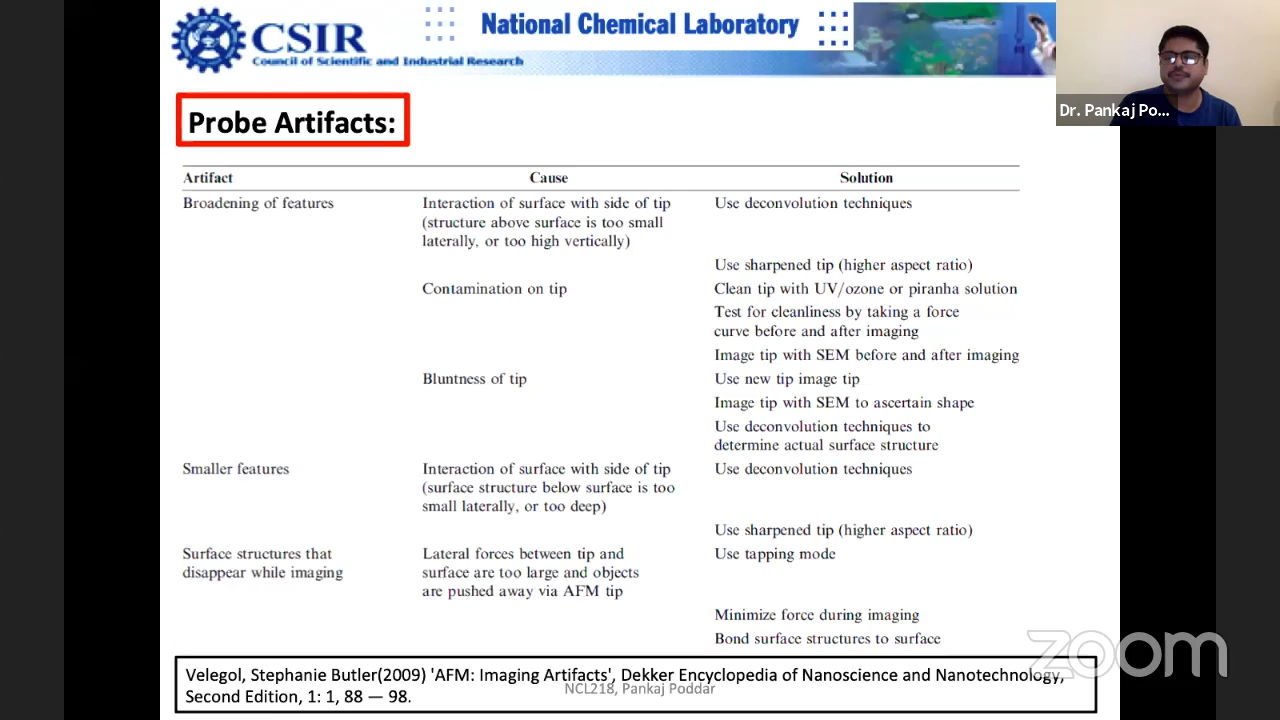 CSIR
Council of Scientific and Industrial Research
National Chemical Laboratory
Dr. Pankaj Po...
Probe Artifacts:
Artifact Cause Solution
Broadening of features Interaction of surface with side of tip Use deconvolution techniques
(structure above surface is too small
laterally, or too high vertically)
Use sharpened tip (higher aspect ratio)
Contamination on tip Clean tip with UV/ozone or piranha solution
Test for cleanliness by taking a force
curve before and after imaging
Image tip with SEM before and after imaging
Bluntness of tip Use new tip image tip
Image tip with SEM to ascertain shape
Use deconvolution techniques to
determine actual surface structure
Smaller features Interaction of surface with side of tip Use deconvolution techniques
(surface structure below surface is too
small laterally, or too deep)
Use sharpened tip (higher aspect ratio)
Surface structures that Lateral forces between tip and Use tapping mode
disappear while imaging surface are too large and objects
are pushed away via AFM tip
Minimize force during imaging
Bond surface structures to surface
zoom
Velegol, Stephanie Butler(2009) 'AFM: Imaging Artifacts', Dekker Encyclopedia of Nanoscience and Nanotechnology,
Second Edition, 1: 1, 88 — 98.
NCL218, Pankaj Poddar